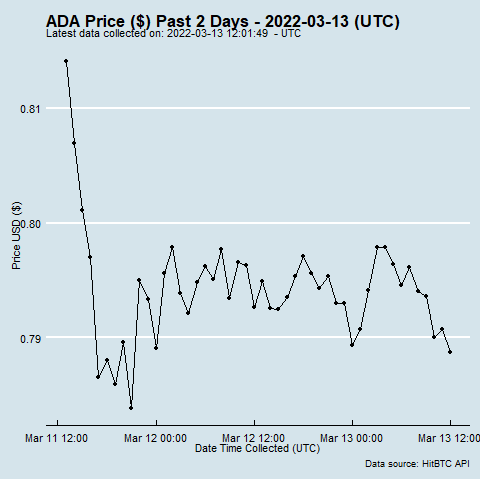 ADA Price ($) Past 2 Days - 2022-03-13 (UTC)
Latest data collected on: 2022-03-13 12:01:49  - UTC
Price USD ($)
0.81
0.80
0.79
Mar 11 12:00 Mar 12 00:00 Mar 12 12:00 Mar 13 00:00 Mar 13 12:00
Date Time Collected (UTC)
Data source: HitBTC API